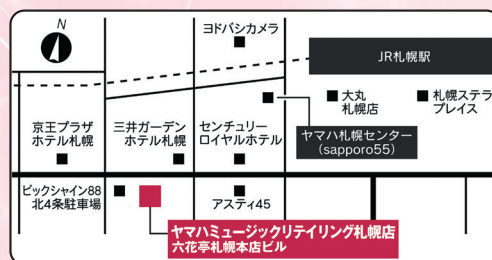 N
ヨドバシカメラ
JR札幌駅
大丸
札幌店
札幌ステラ
プレイス
京王プラザ
ホテル札幌
三井ガーデン
ホテル札幌
センチュリー
ロイヤルホテル
ヤマハ札幌センター
(sapporo55)
ビックシャイン88
北4条駐車場
アスティ45
ヤマハミュージックリテイリング札幌店
六花亭札幌本店ビル